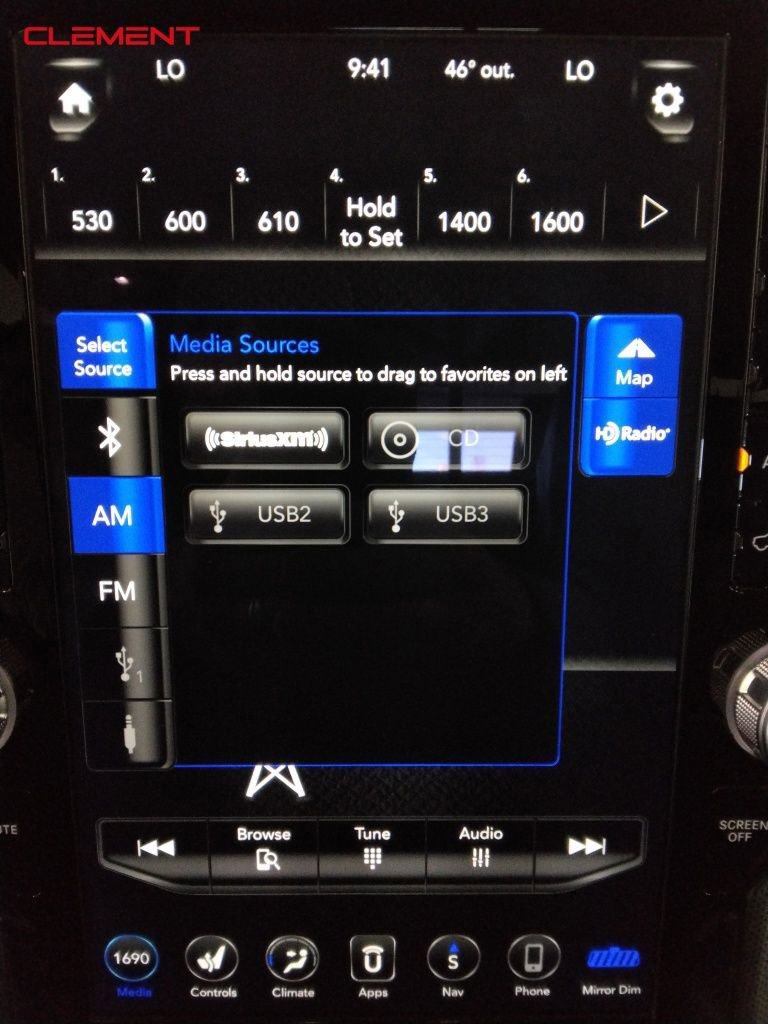 CLEMENT
LO 9:41 46° out. LO
1. 2. 3. 4. 5. 6.
530 600 610 Hold to Set 1400 1600
Select Source
Media Sources
Press and hold source to drag to favorites on left
Map
SiriusXM CD
HD Radio
AM
USB2 USB3
FM
1
Browse Tune Audio
SCREEN OFF
1690 S
Media Controls Climate Apps Nav Phone Mirror Dim